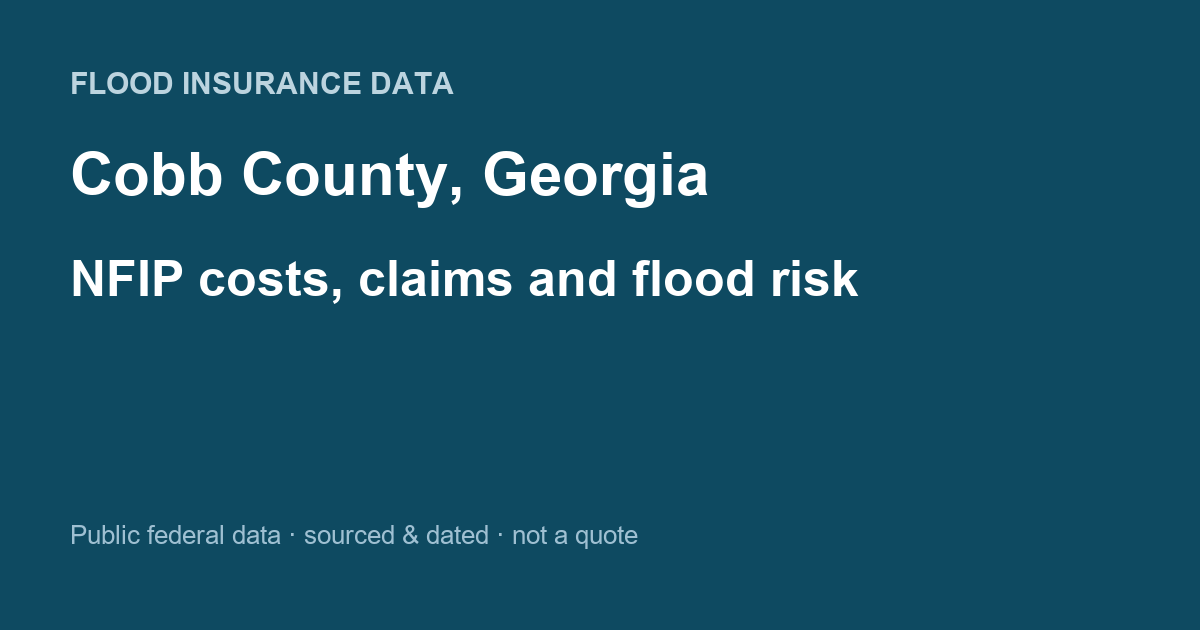 FLOOD INSURANCE DATA
Cobb County, Georgia
NFIP costs, claims and flood risk
Public federal data · sourced & dated · not a quote